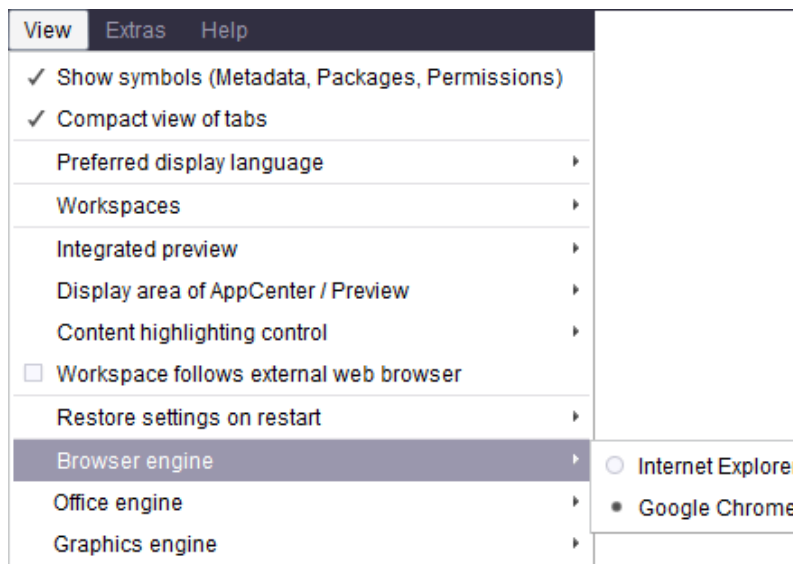 View Extras Help
Show symbols (Metadata, Packages, Permissions)
Compact view of tabs
Preferred display language
Workspaces
Integrated preview
Display area of AppCenter / Preview
Content highlighting control
Workspace follows external web browser
Restore settings on restart
Browser engine
Internet Explorer
Office engine
Google Chrome
Graphics engine